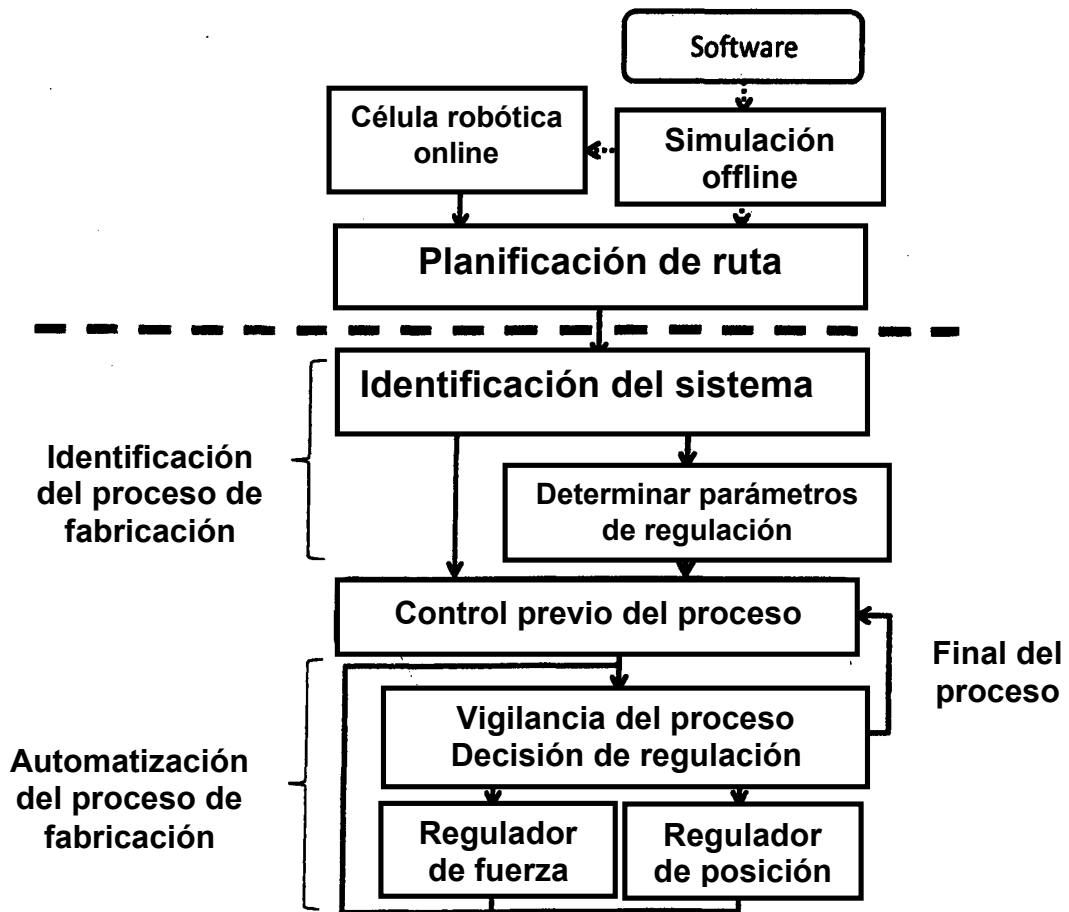 Software
Célula robótica
online
Simulación
offline
Planificación de ruta
Identificación del sistema
Identificación
del proceso de
fabricación
Determinar parámetros
de regulación
Control previo del proceso
Final del
proceso
Vigilancia del proceso
Decisión de regulación
Automatización
del proceso de
fabricación
Regulador
de fuerza
Regulador
de posición